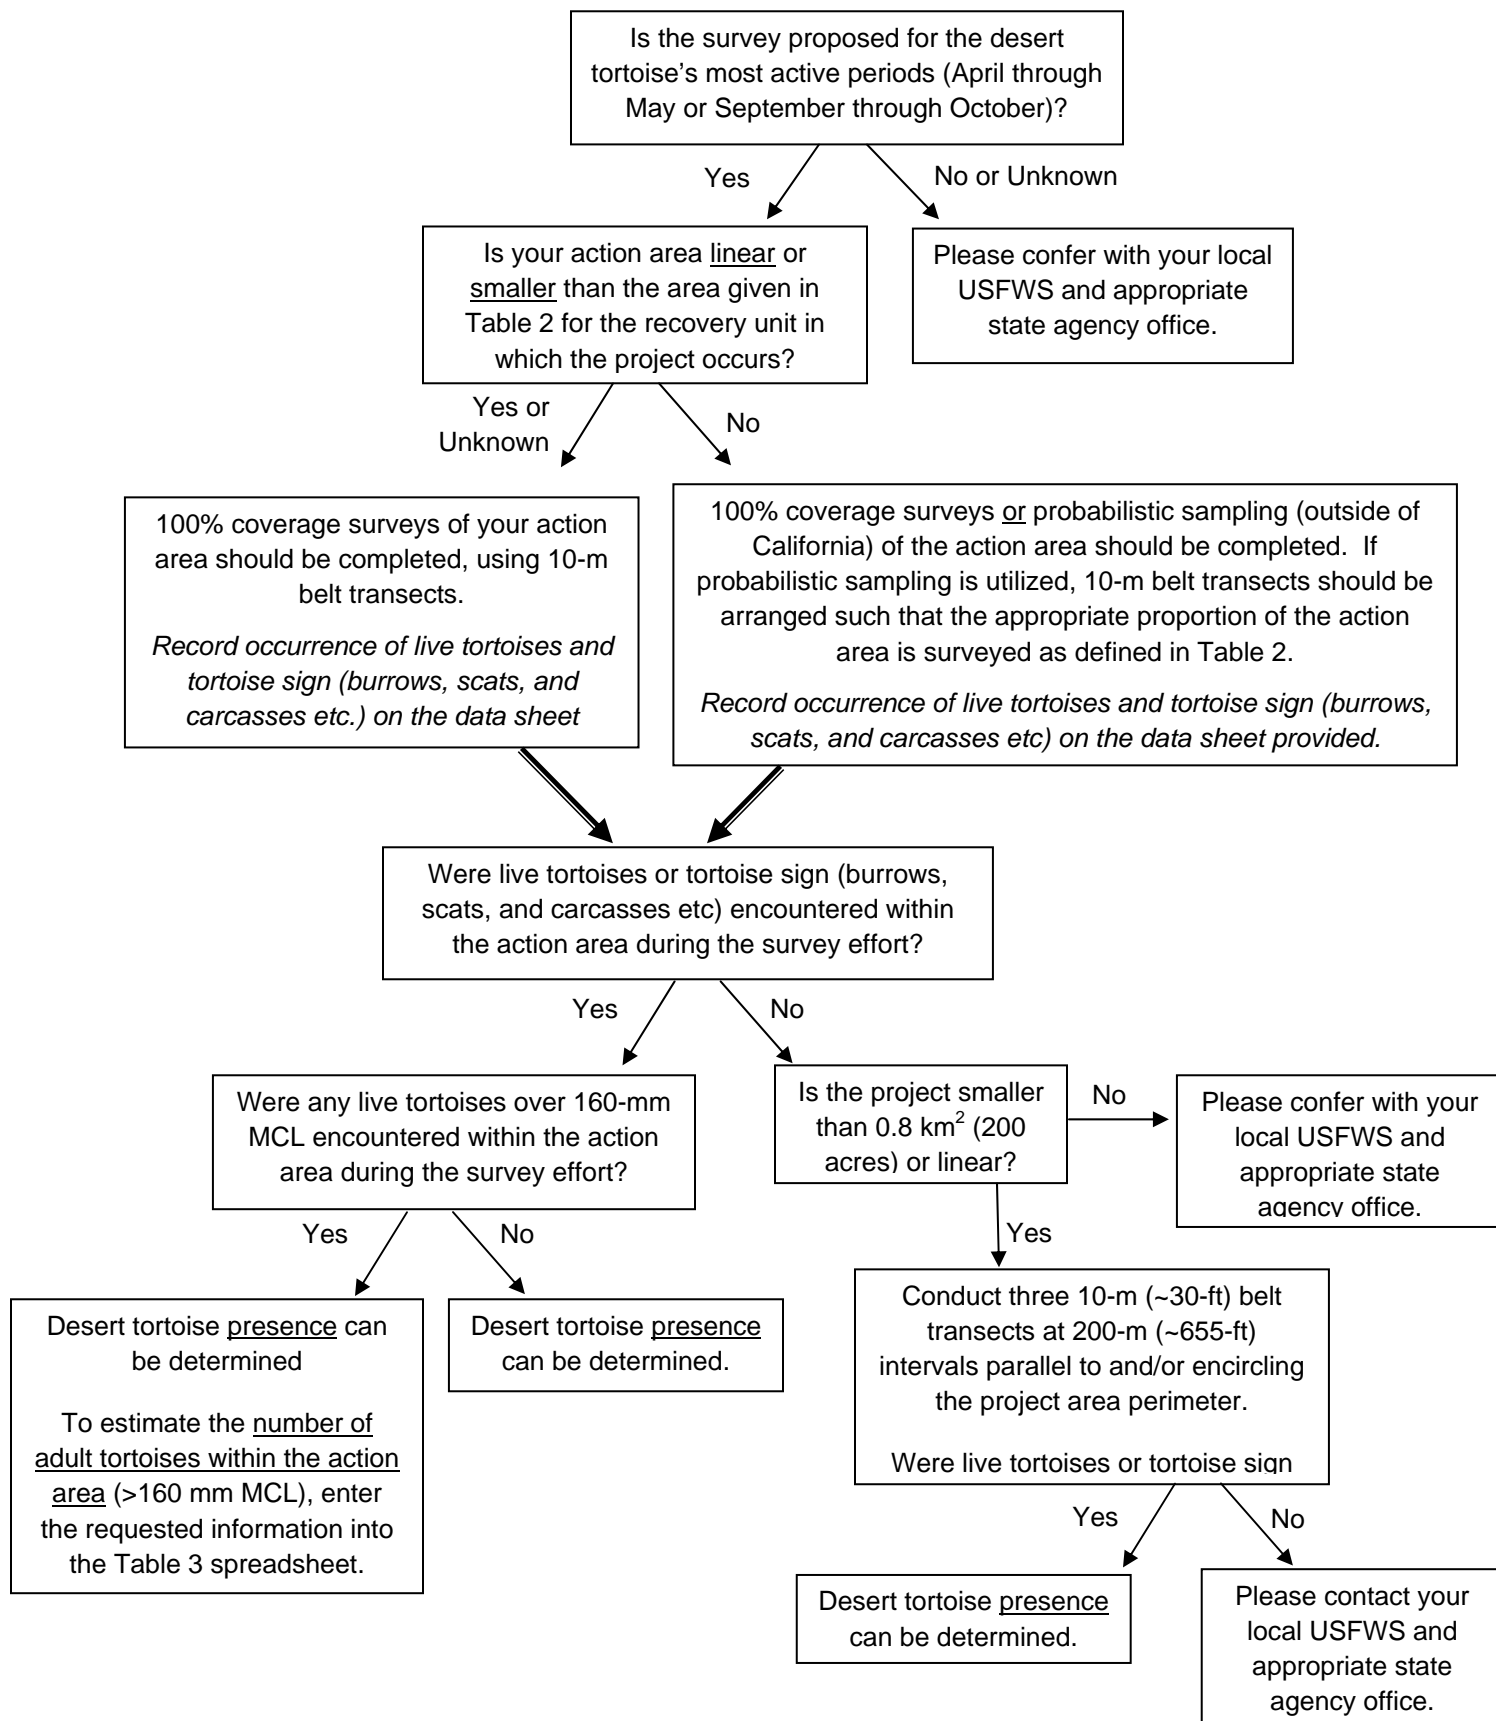 Is the survey proposed for the desert
tortoise's most active periods (April through
May or September through October)?
Yes
No or Unknown
Is your action area linear or
smaller than the area given in
Table 2 for the recovery unit in
which the project occurs?
Please confer with your local
USFWS and appropriate
state agency office.
Yes or
Unknown
No
100% coverage surveys of your action
area should be completed, using 10-m
belt transects.
Record occurrence of live tortoises and
tortoise sign (burrows, scats, and
carcasses etc.) on the data sheet
100% coverage surveys or probabilistic sampling (outside of
California) of the action area should be completed.  If
probabilistic sampling is utilized, 10-m belt transects should be
arranged such that the appropriate proportion of the action
area is surveyed as defined in Table 2.
Record occurrence of live tortoises and tortoise sign (burrows,
scats, and carcasses etc) on the data sheet provided.
Were live tortoises or tortoise sign (burrows,
scats, and carcasses etc) encountered within
the action area during the survey effort?
Yes
No
Were any live tortoises over 160-mm
MCL encountered within the action
area during the survey effort?
Is the project smaller
than 0.8 km² (200
acres) or linear?
No
Please confer with your
local USFWS and
appropriate state
agency office.
Yes
No
Yes
Desert tortoise presence can
be determined
To estimate the number of
adult tortoises within the action
area (>160 mm MCL), enter
the requested information into
the Table 3 spreadsheet.
Desert tortoise presence
can be determined.
Conduct three 10-m (~30-ft) belt
transects at 200-m (~655-ft)
intervals parallel to and/or encircling
the project area perimeter.
Were live tortoises or tortoise sign
Yes
No
Desert tortoise presence
can be determined.
Please contact your
local USFWS and
appropriate state
agency office.